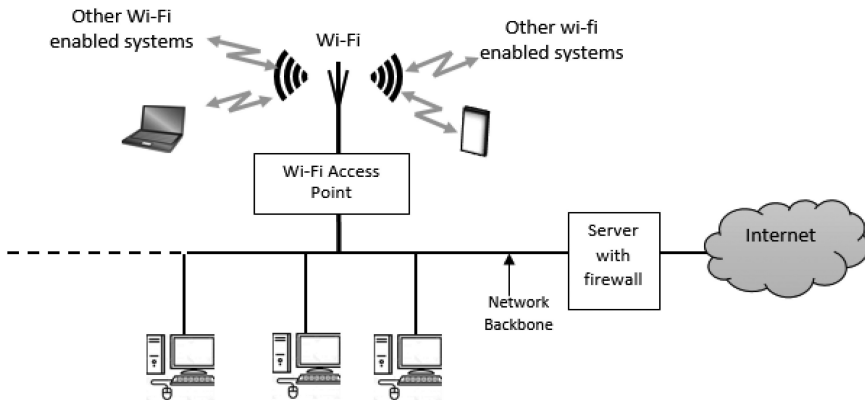 Other Wi-Fi
enabled systems
Wi-Fi
Other wi-fi
enabled systems
Wi-Fi Access
Point
Server
with
firewall
Internet
Network
Backbone